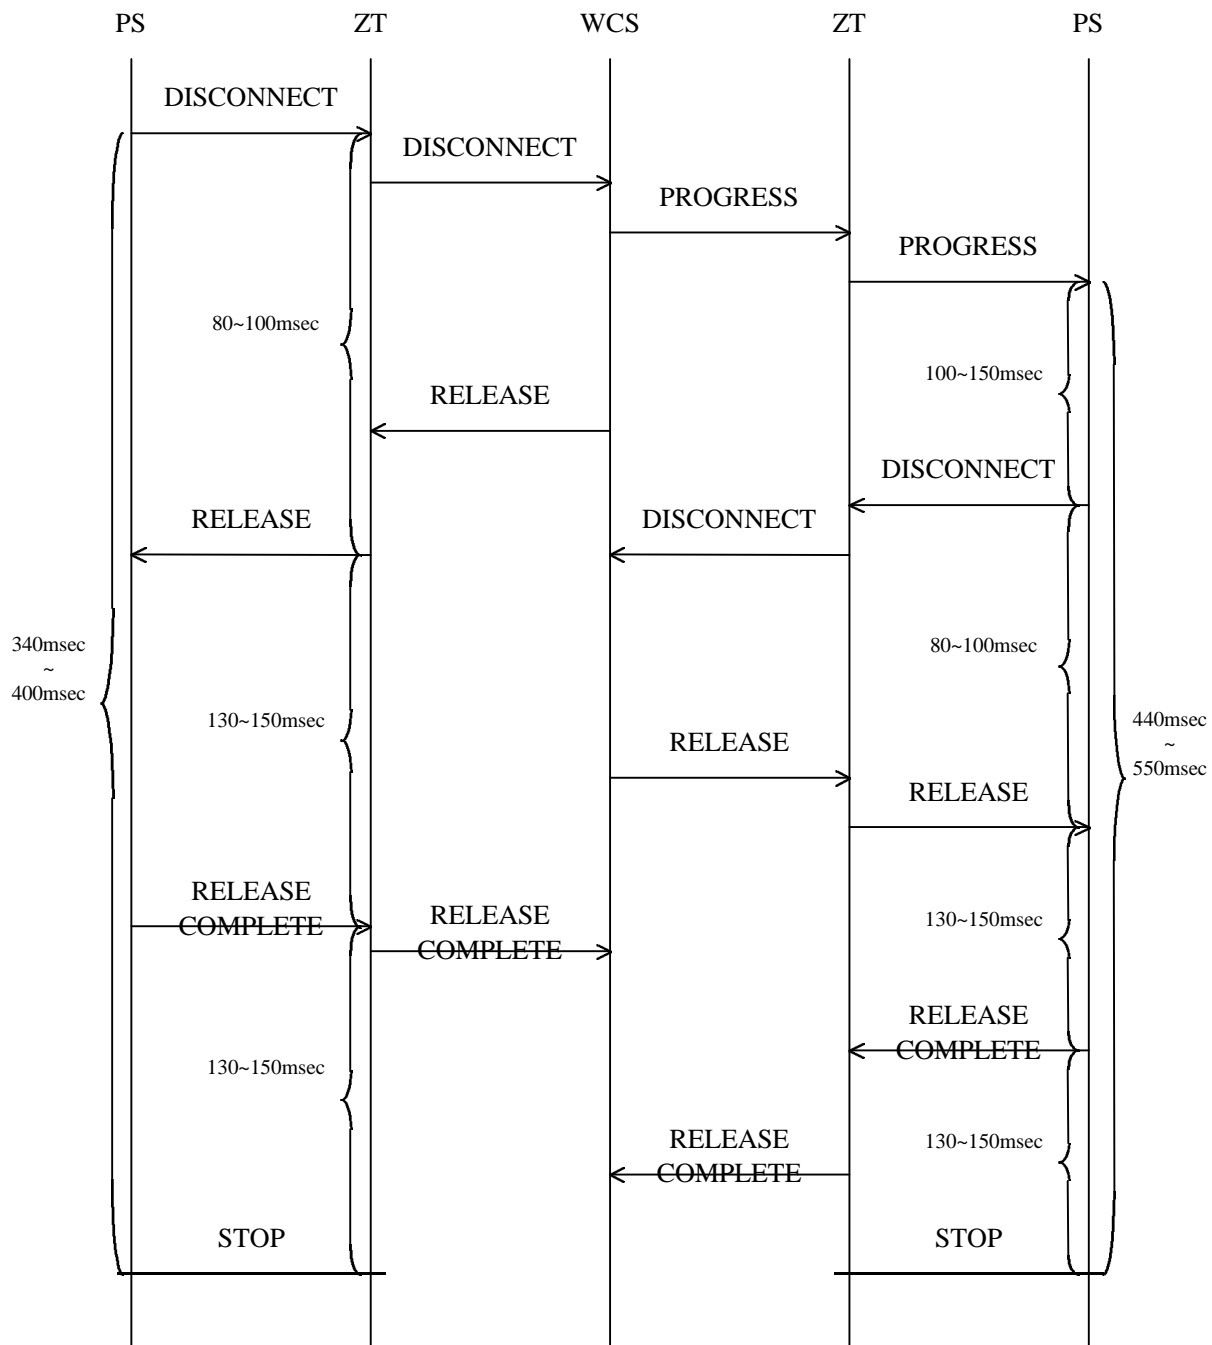 PS ZT WCS ZT PS
DISCONNECT
DISCONNECT
PROGRESS
PROGRESS
80~100msec
100~150msec
RELEASE
DISCONNECT
RELEASE
DISCONNECT
340msec
~
400msec
80~100msec
130~150msec
440msec
~
550msec
RELEASE
RELEASE
RELEASE
COMPLETE
RELEASE
COMPLETE
130~150msec
RELEASE
COMPLETE
130~150msec
RELEASE
COMPLETE
130~150msec
STOP
STOP